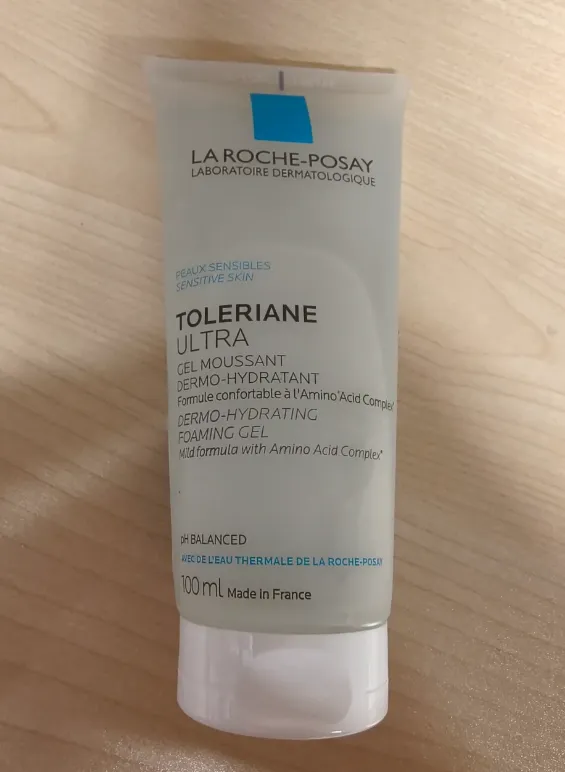 LA ROCHE-POSAY
LABORATOIRE DERMATOLOGIQUE
PEAUX SENSIBLES
SENSITIVE SKIN
TOLERIANE
ULTRA
GEL MOUSSANT
DERMO-HYDRATANT
Formule confortable à l'Amino Acid Complex*
DERMO-HYDRATING
FOAMING GEL
Mild formula with Amino Acid Complex*
pH BALANCED
AVEC DE L'EAU THERMALE DE LA ROCHE-POSAY
100 ml Made in France